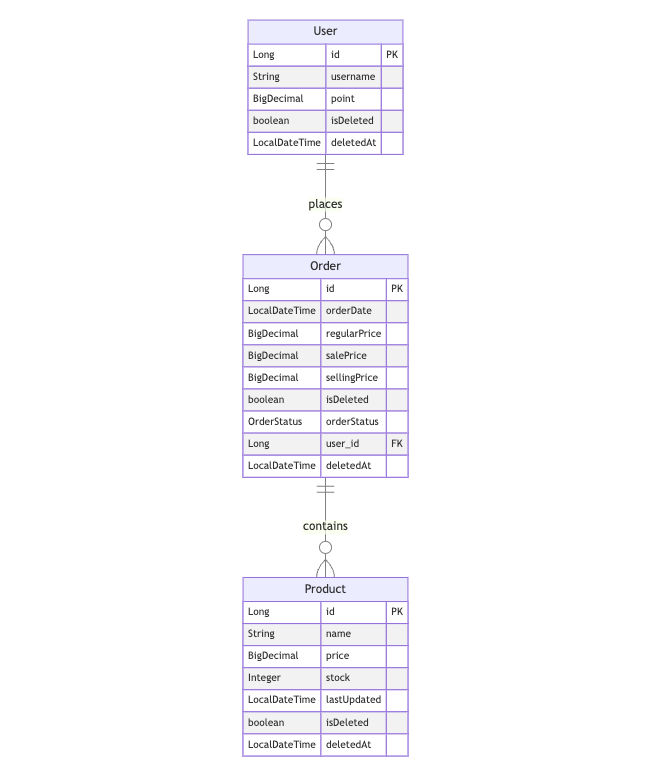 User
Long id PK
String username
BigDecimal point
boolean isDeleted
LocalDateTime deletedAt
places
Order
Long id PK
LocalDateTime orderDate
BigDecimal regularPrice
BigDecimal salePrice
BigDecimal sellingPrice
boolean isDeleted
OrderStatus orderStatus
Long user_id FK
LocalDateTime deletedAt
contains
Product
Long id PK
String name
BigDecimal price
Integer stock
LocalDateTime lastUpdated
boolean isDeleted
LocalDateTime deletedAt